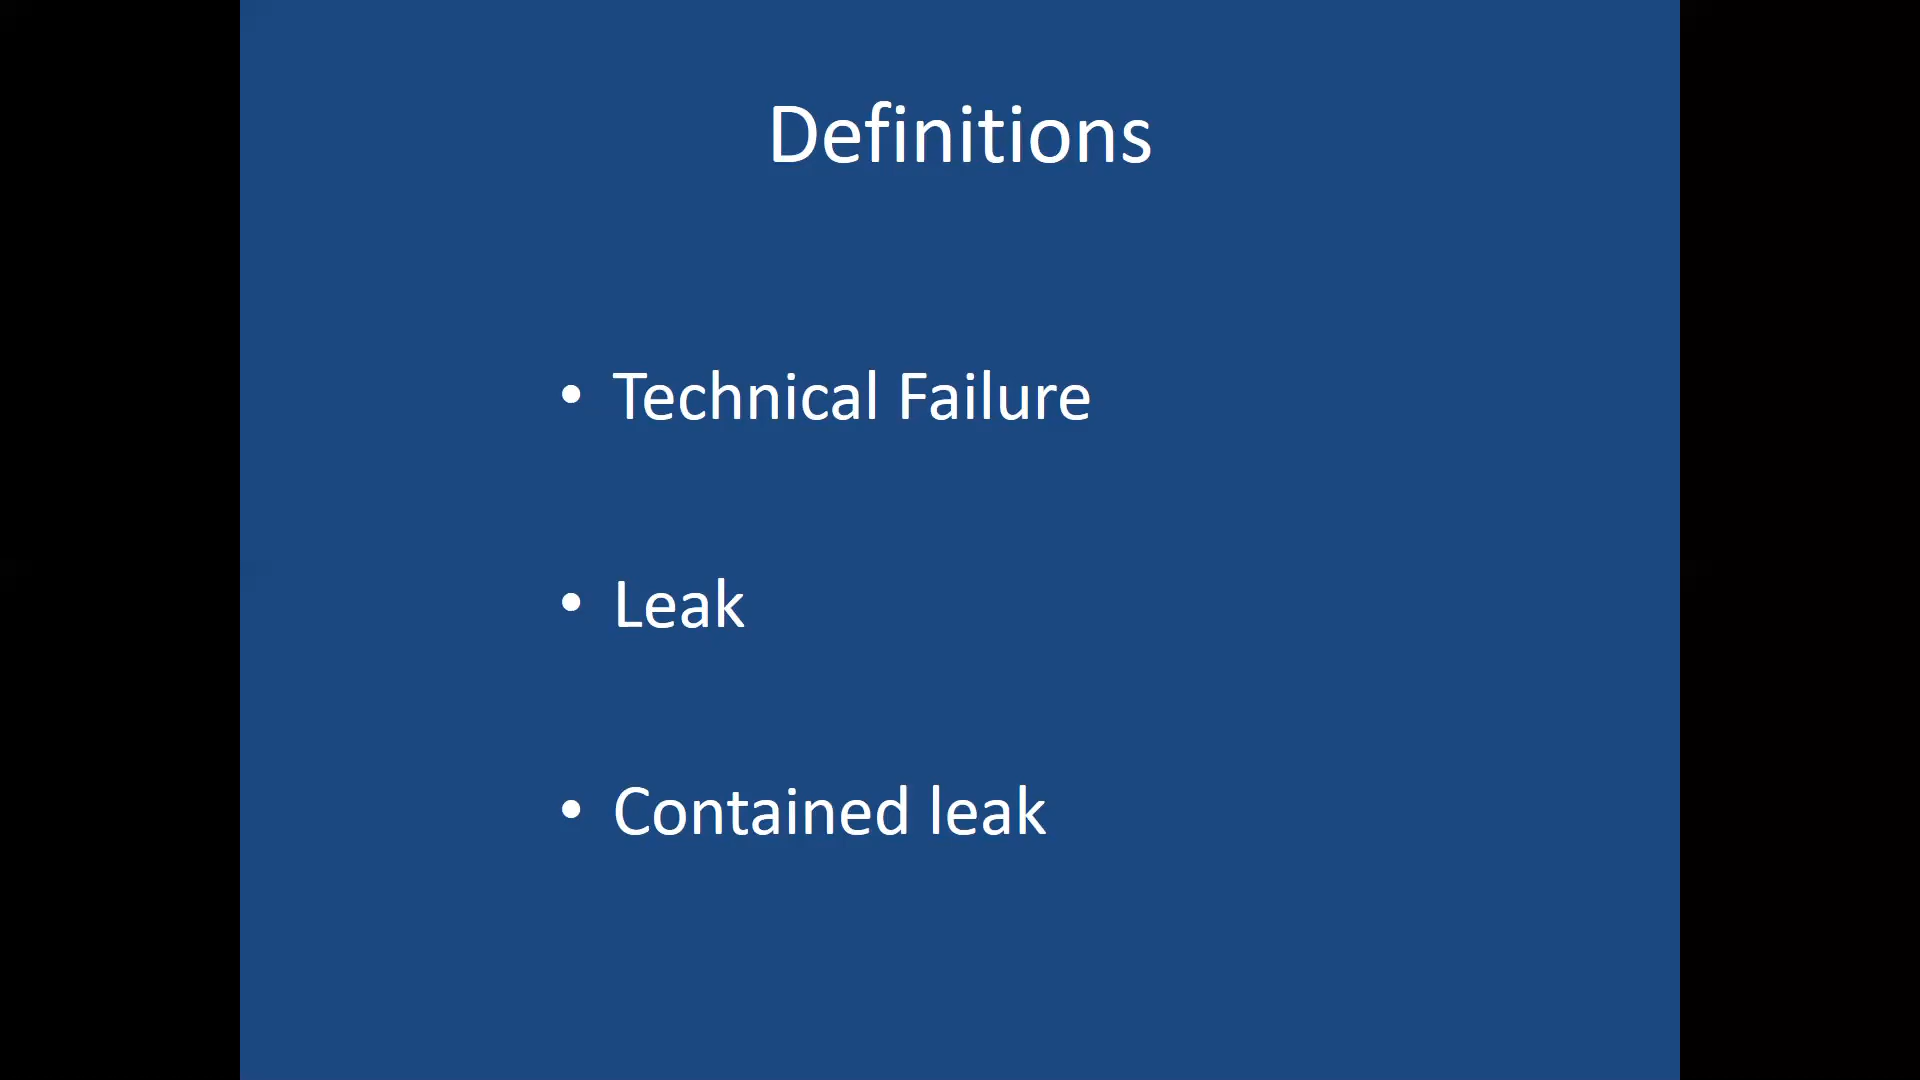 Definitions
• Technical Failure
• Leak
• Contained leak